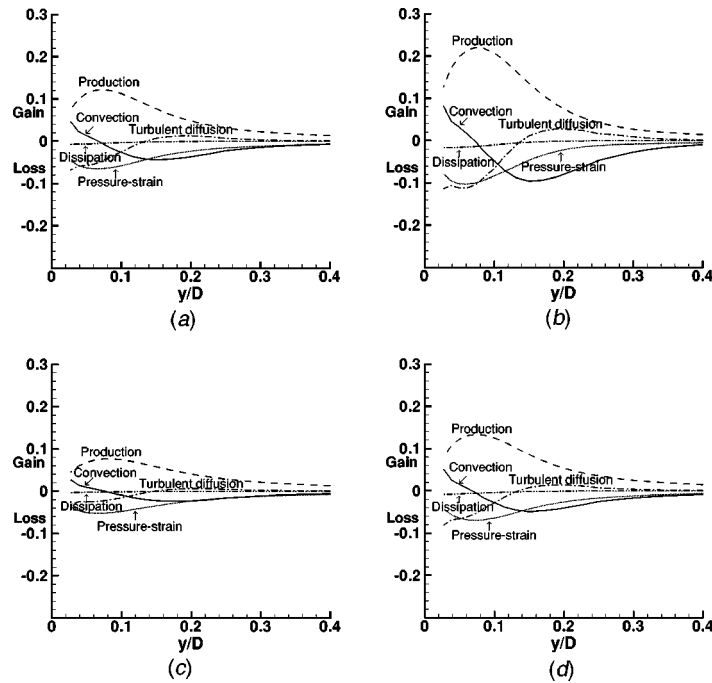 0.3
0.2
0.1
Gain
0
Loss
-0.1
-0.2
Production
Convection
Turbulent diffusion
Dissipation
Pressure-strain
0 0.1 0.2 0.3 0.4
y/D
(a)
0.3
0.2
0.1
Gain
0
Loss
-0.1
-0.2
Production
Convection
Turbulent diffusion
Dissipation
Pressure-strain
0 0.1 0.2 0.3 0.4
y/D
(b)
0.3
0.2
0.1
Gain
0
Loss
-0.1
-0.2
Production
Convection
Turbulent diffusion
Dissipation
Pressure-strain
0 0.1 0.2 0.3 0.4
y/D
(c)
0.3
0.2
0.1
Gain
0
Loss
-0.1
-0.2
Production
Convection
Turbulent diffusion
Dissipation
Pressure-strain
0 0.1 0.2 0.3 0.4
y/D
(d)